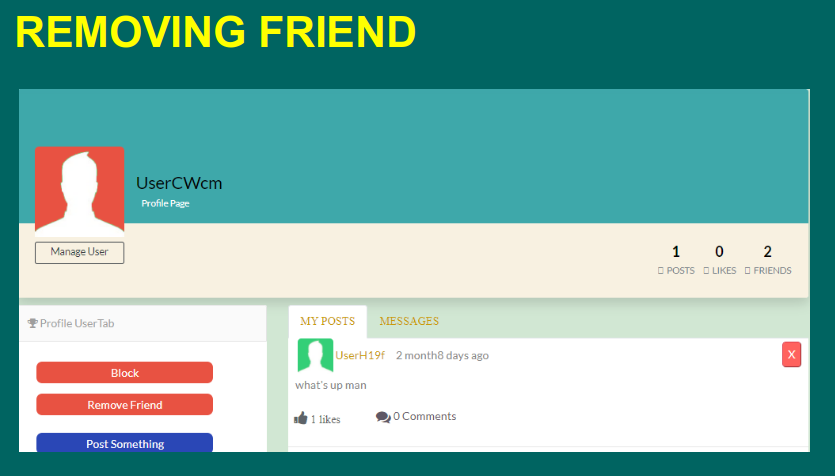 REMOVING FRIEND
UserCWcm
Profile Page
Manage User
1 0 2
POSTS LIKES FRIENDS
Profile UserTab
MY POSTS MESSAGES
UserH19f 2 month8 days ago X
what's up man
1 likes 0 Comments
Block
Remove Friend
Post Something